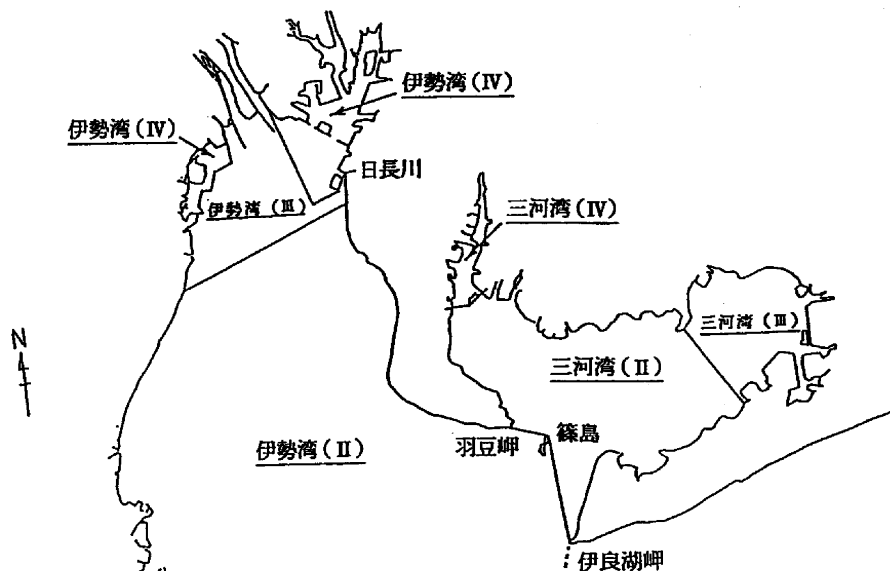 伊勢湾(Ⅳ)
伊勢湾(Ⅳ)
日長川
伊勢湾(Ⅲ)
三河湾(Ⅳ)
三河湾(Ⅲ)
N
三河湾(Ⅱ)
伊勢湾(Ⅱ)
羽豆岬
篠島
伊良湖岬